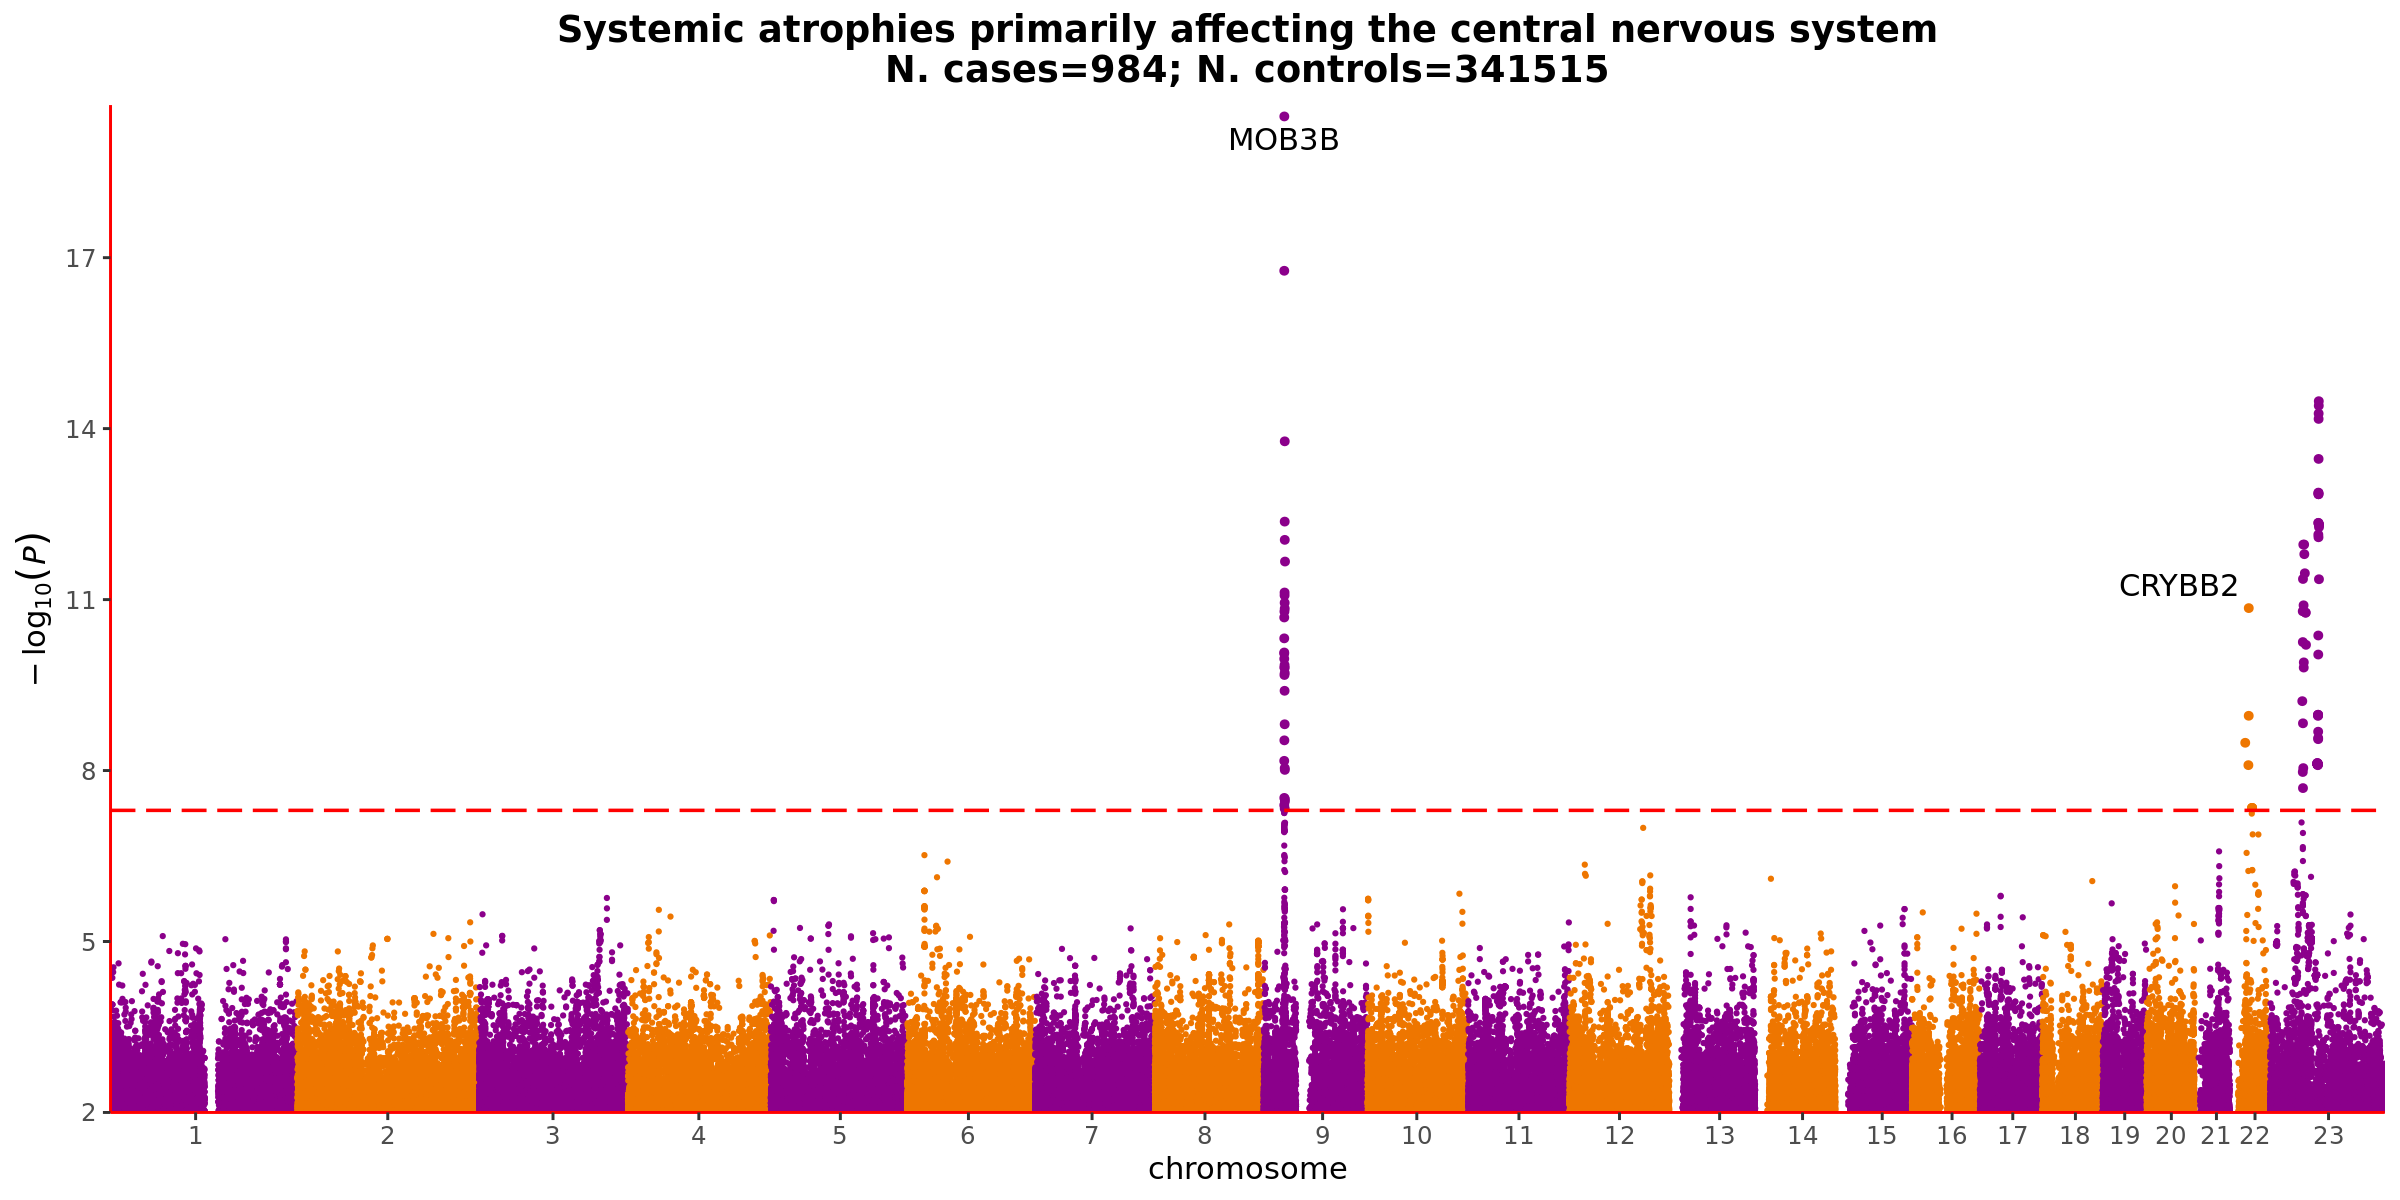 Systemic atrophies primarily affecting the central nervous system
N. cases=984; N. controls=341515
MOB3B
17
14
CRYBB2
11
− log10(P)
8
5
2
1 2 3 4 5 6 7 8 9 10 11 12 13 14 15 16 17 18 19 20 21 22 23
chromosome